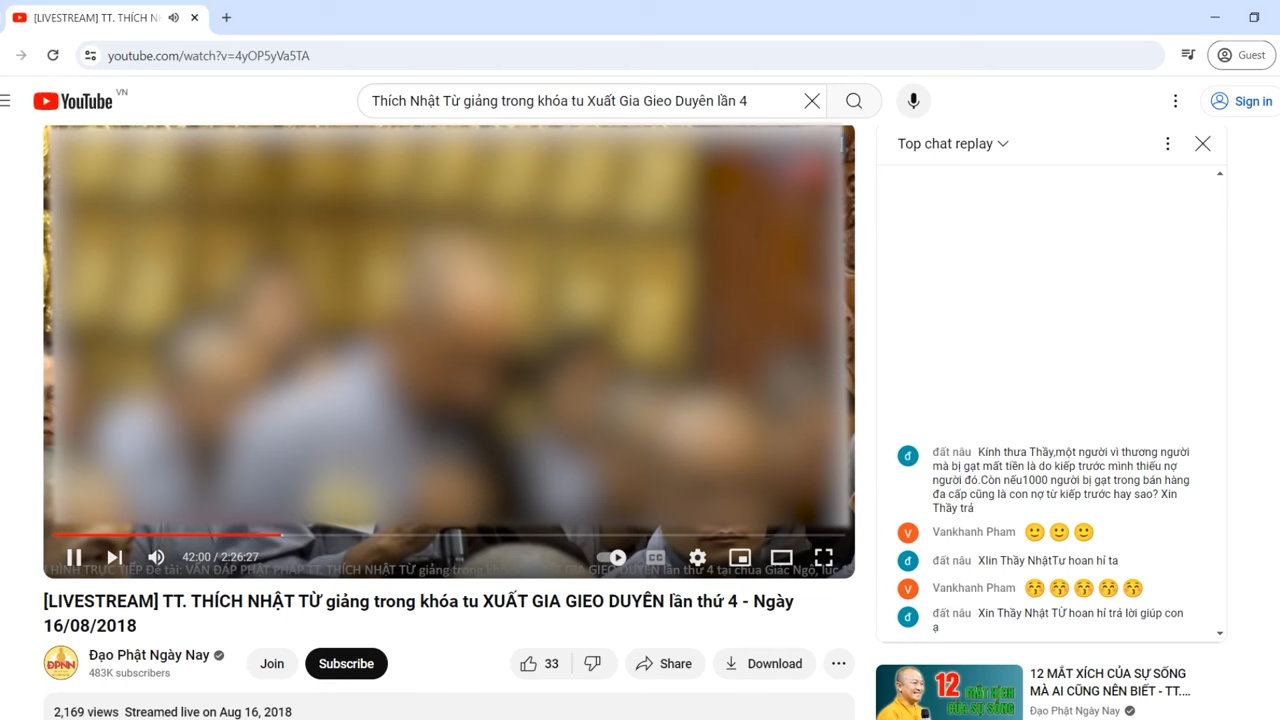 [LIVESTREAM] TT. THÍCH NH
youtube.com/watch?v=4yOP5yVa5TA
Guest
YouTube VN
Thích Nhật Từ giảng trong khóa tu Xuất Gia Gieo Duyên lần 4
Sign in
Top chat replay
đất nâu Kính thưa Thầy,một người vì thương người
mà bị gạt mất tiền là do kiếp trước mình thiếu nợ
người đó.Còn nếu1000 người bị gạt trong bán hàng
đa cấp cũng là con nợ từ kiếp trước hay sao? Xin
Thầy trả
V Vankhanh Pham
đ đất nâu XIin Thầy NhậtTư hoan hỉ ta
V Vankhanh Pham
đ đất nâu Xin Thầy Nhật TỪ hoan hỉ trả lời giúp con
ạ
42:00 / 2:26:27
HÌNH TRỰC TIẾP Đề tài: VẤN ĐÁP PHẬT PHÁP TT. THÍCH NHẬT TỪ giảng trong
GIEO DUYÊN lần thứ 4 tại chùa Giác Ngộ, lúc
[LIVESTREAM] TT. THÍCH NHẬT TỪ giảng trong khóa tu XUẤT GIA GIEO DUYÊN lần thứ 4 - Ngày
16/08/2018
ĐPNN
Đạo Phật Ngày Nay
483K subscribers
Join
Subscribe
33
Share
Download
2,169 views Streamed live on Aug 16, 2018
12 MẮT XÍCH
CỦA SỰ SỐNG
12 MẮT XÍCH CỦA SỰ SỐNG
MÀ AI CŨNG NÊN BIẾT - TT....
Đạo Phật Ngày Nay